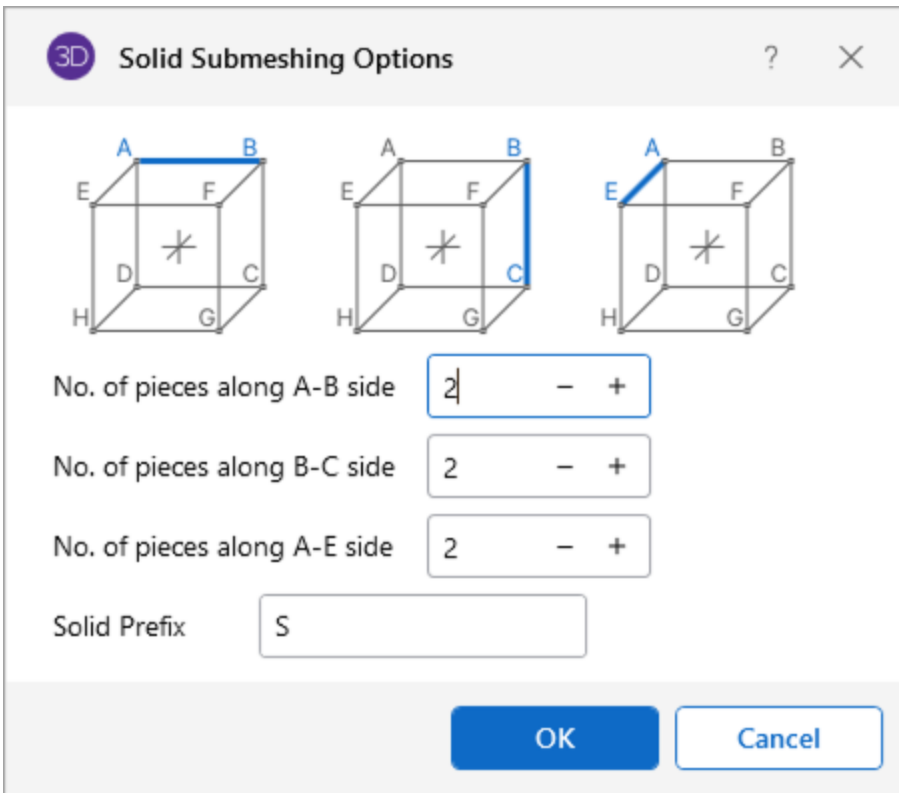 3D Solid Submeshing Options ?
A B A B A B
E F E F E F
D C D C D C
H G H G H G
No. of pieces along A-B side 2 − +
No. of pieces along B-C side 2 − +
No. of pieces along A-E side 2 − +
Solid Prefix S
OK Cancel